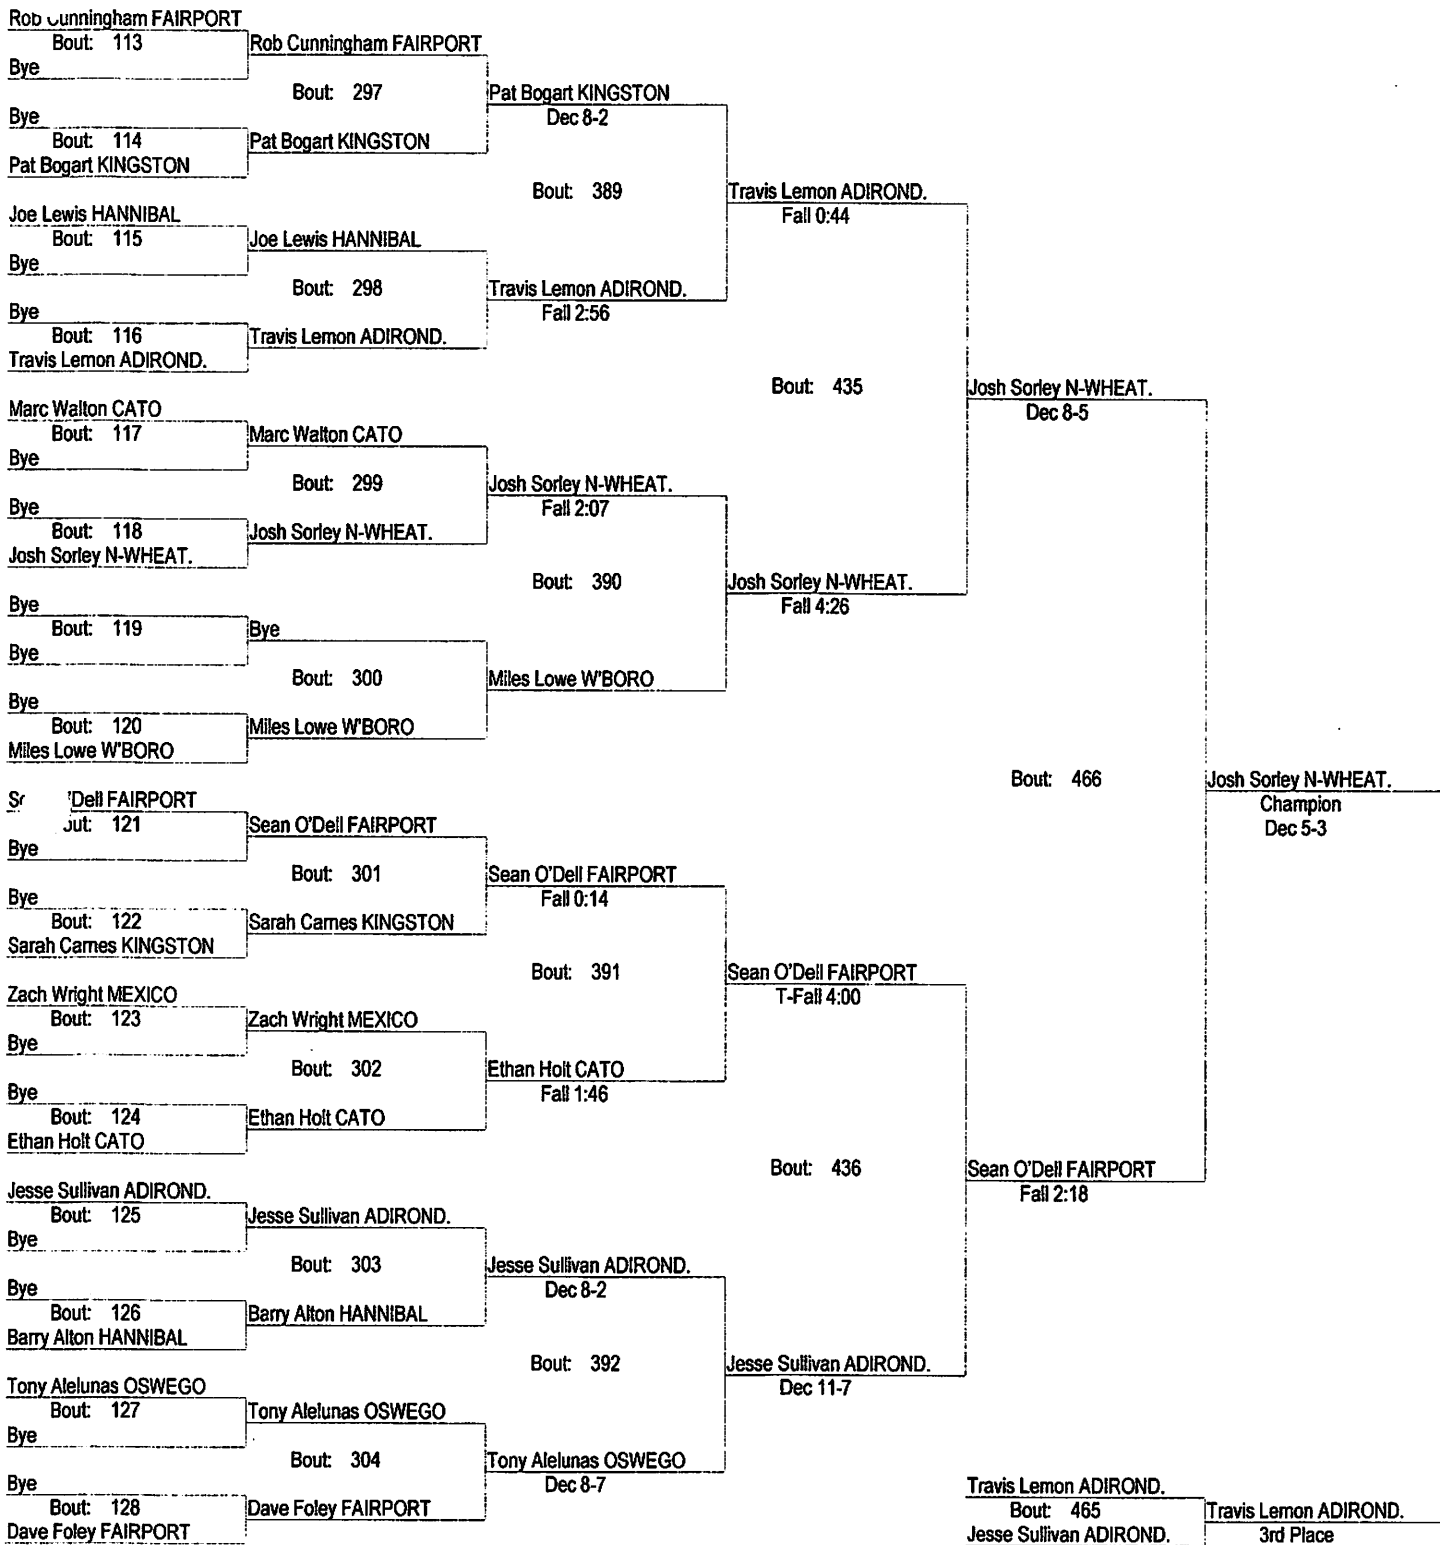 Rob Cunningham FAIRPORT
Bout: 113
Bye
Rob Cunningham FAIRPORT
Bout: 297
Bye
Bout: 114
Pat Bogart KINGSTON
Pat Bogart KINGSTON
Pat Bogart KINGSTON
Dec 8-2
Bout: 389
Joe Lewis HANNIBAL
Bout: 115
Bye
Joe Lewis HANNIBAL
Bout: 298
Bye
Bout: 116
Travis Lemon ADIROND.
Travis Lemon ADIROND.
Travis Lemon ADIROND.
Fall 2:56
Travis Lemon ADIROND.
Fall 0:44
Bout: 435
Marc Walton CATO
Bout: 117
Bye
Marc Walton CATO
Bout: 299
Bye
Bout: 118
Josh Sorley N-WHEAT.
Josh Sorley N-WHEAT.
Josh Sorley N-WHEAT.
Fall 2:07
Bout: 390
Bye
Bout: 119
Bye
Bye
Bout: 300
Bye
Bout: 120
Miles Lowe W'BORO
Miles Lowe W'BORO
Miles Lowe W'BORO
Josh Sorley N-WHEAT.
Fall 4:26
Josh Sorley N-WHEAT.
Dec 8-5
Bout: 466
Josh Sorley N-WHEAT.
Champion
Dec 5-3
'Dell FAIRPORT
121
Bye
Sean O'Dell FAIRPORT
Bout: 301
Bye
Bout: 122
Sarah Carnes KINGSTON
Sarah Carnes KINGSTON
Sean O'Dell FAIRPORT
Fall 0:14
Bout: 391
Zach Wright MEXICO
Bout: 123
Bye
Zach Wright MEXICO
Bout: 302
Bye
Bout: 124
Ethan Holt CATO
Ethan Holt CATO
Ethan Holt CATO
Fall 1:46
Sean O'Dell FAIRPORT
T-Fall 4:00
Bout: 436
Sean O'Dell FAIRPORT
Fall 2:18
Jesse Sullivan ADIROND.
Bout: 125
Bye
Jesse Sullivan ADIROND.
Bout: 303
Bye
Bout: 126
Barry Alton HANNIBAL
Barry Alton HANNIBAL
Jesse Sullivan ADIROND.
Dec 8-2
Bout: 392
Tony Alelunas OSWEGO
Bout: 127
Bye
Tony Alelunas OSWEGO
Bout: 304
Bye
Bout: 128
Dave Foley FAIRPORT
Dave Foley FAIRPORT
Tony Alelunas OSWEGO
Dec 8-7
Jesse Sullivan ADIROND.
Dec 11-7
Travis Lemon ADIROND.
Bout: 465
Jesse Sullivan ADIROND.
Travis Lemon ADIROND.
3rd Place